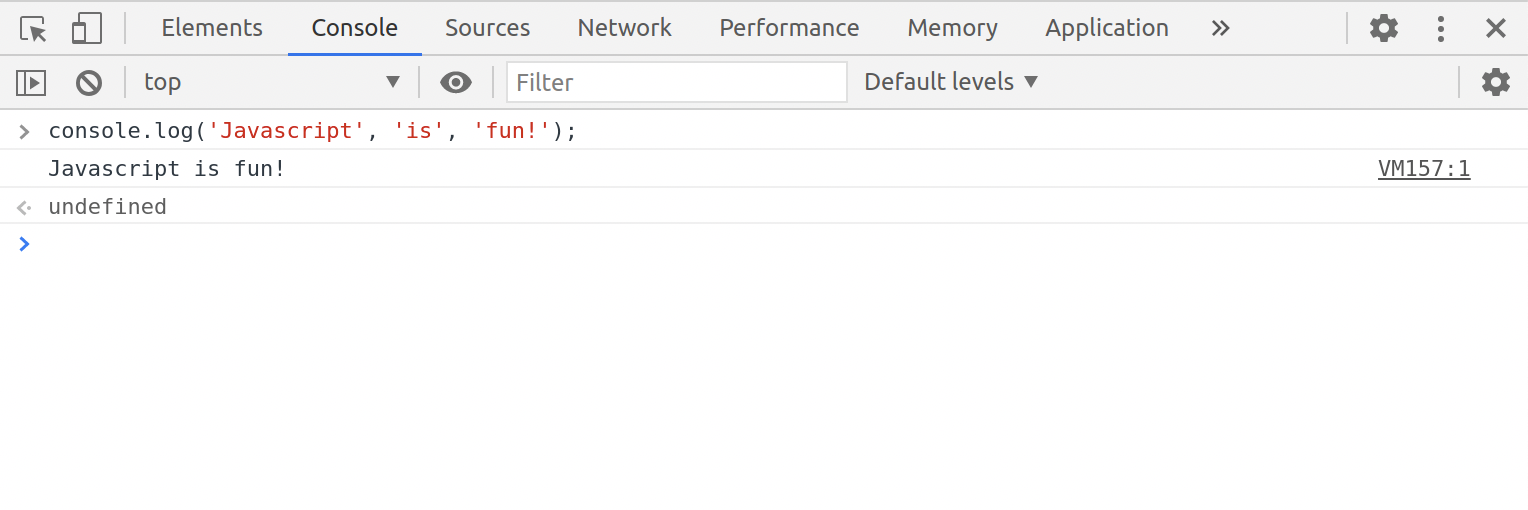 Elements Console Sources Network Performance Memory Application
top Filter Default levels
console.log('Javascript', 'is', 'fun!');
Javascript is fun! VM157:1
undefined